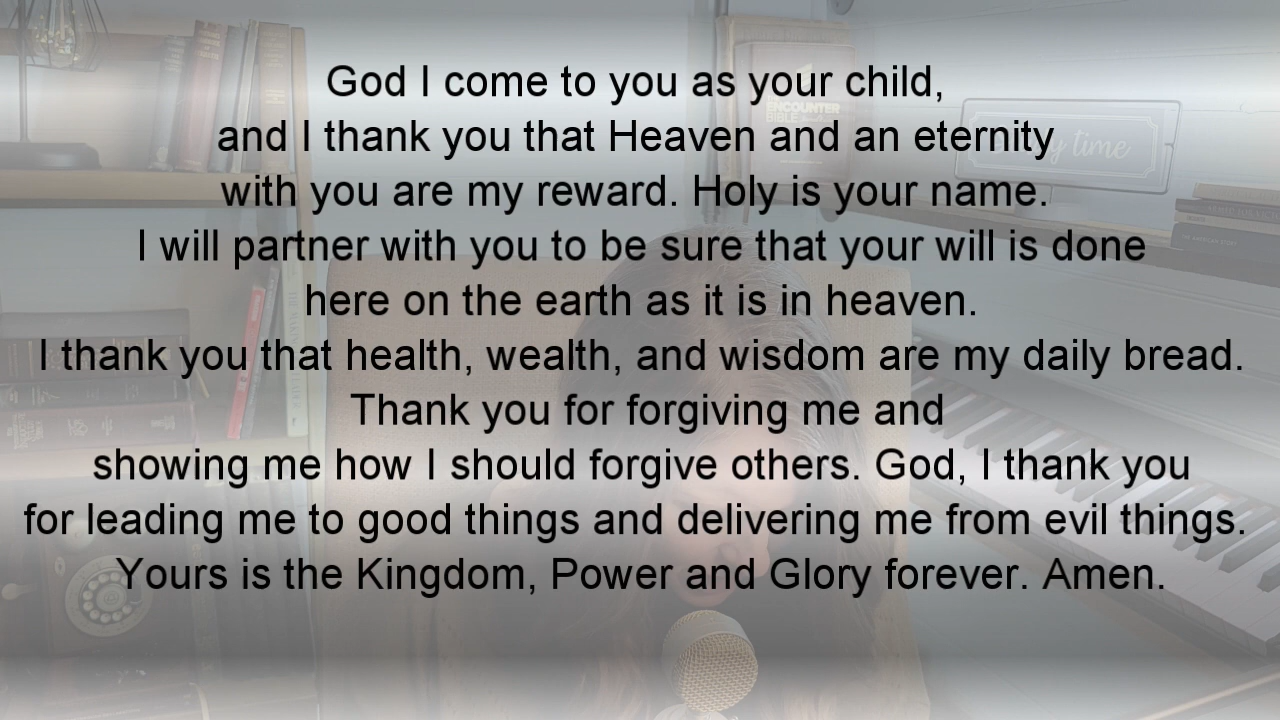 God I come to you as your child,
and I thank you that Heaven and an eternity
with you are my reward. Holy is your name.
I will partner with you to be sure that your will is done
here on the earth as it is in heaven.
I thank you that health, wealth, and wisdom are my daily bread.
Thank you for forgiving me and
showing me how I should forgive others. God, I thank you
for leading me to good things and delivering me from evil things.
Yours is the Kingdom, Power and Glory forever. Amen.
ENCOUNTER
BIBLE
time